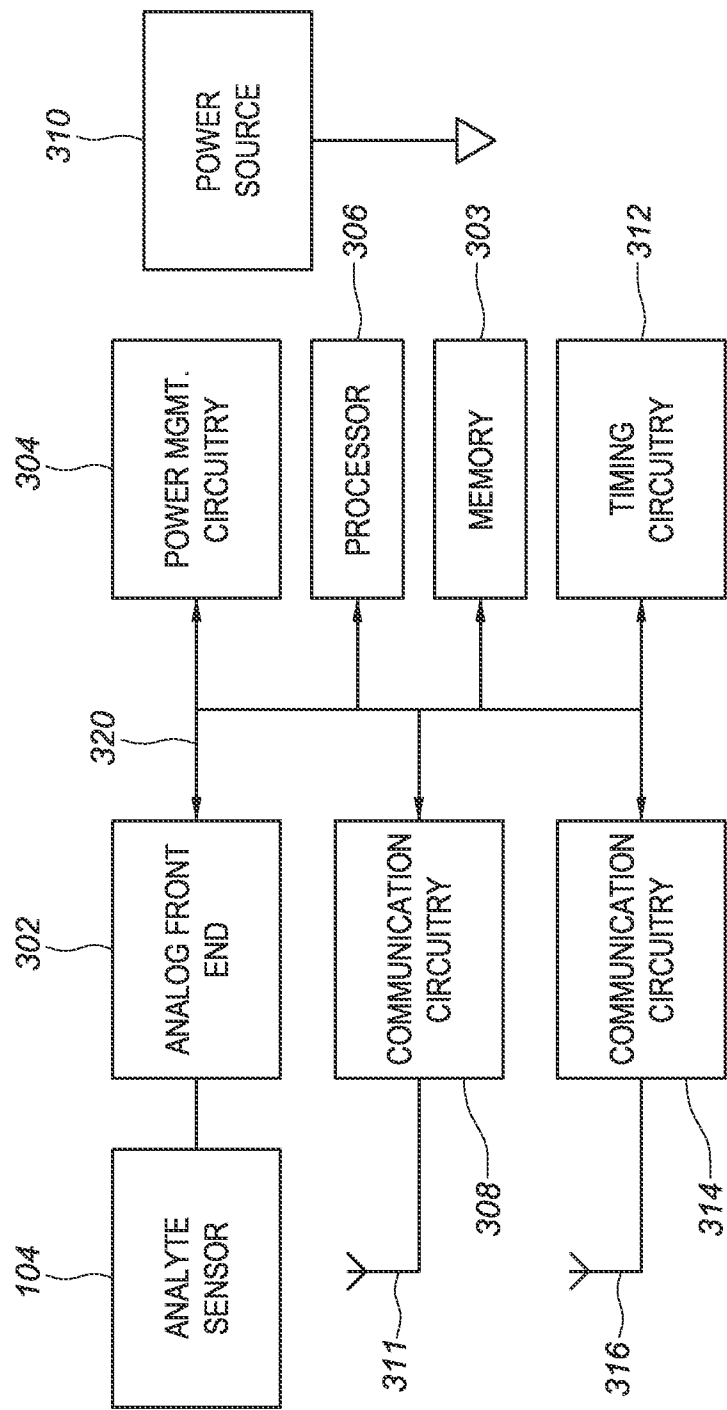 104
ANALYTE
SENSOR
302
ANALOG FRONT
END
320
304
POWER MGMT.
CIRCUITRY
310
POWER
SOURCE
311
COMMUNICATION
CIRCUITRY
308
PROCESSOR
306
MEMORY
303
316
COMMUNICATION
CIRCUITRY
314
TIMING
CIRCUITRY
312